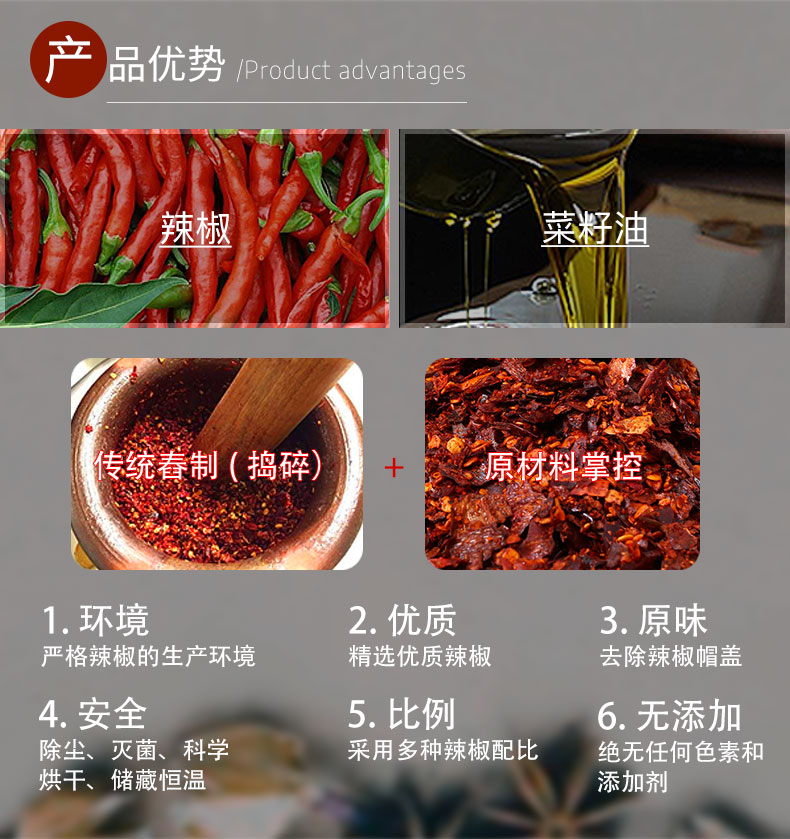 产品优势 /Product advantages
辣椒
菜籽油
传统舂制 ( 捣碎）
+
原材料掌控
1. 环境
严格辣椒的生产环境
2. 优质
精选优质辣椒
3. 原味
去除辣椒帽盖
4. 安全
除尘、灭菌、科学
烘干、储藏恒温
5. 比例
采用多种辣椒配比
6. 无添加
绝无任何色素和
添加剂